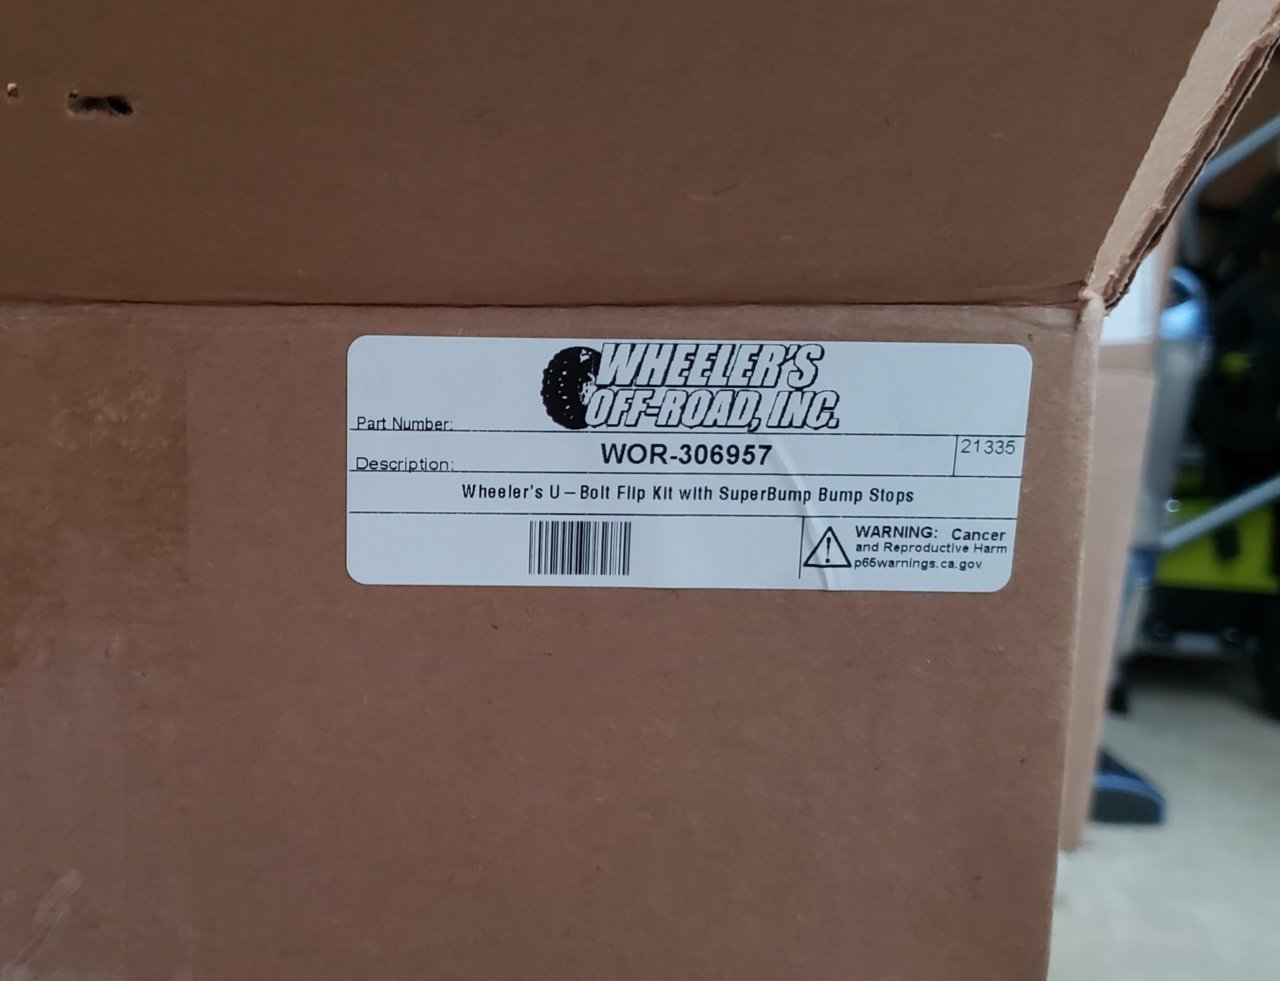 WHEELER'S
OFF-ROAD, INC.
Part Number:
WOR-306957
21335
Description:
Wheeler's U-Bolt Flip Kit with SuperBump Bump Stops
WARNING: Cancer
and Reproductive Harm
p65warnings.ca.gov